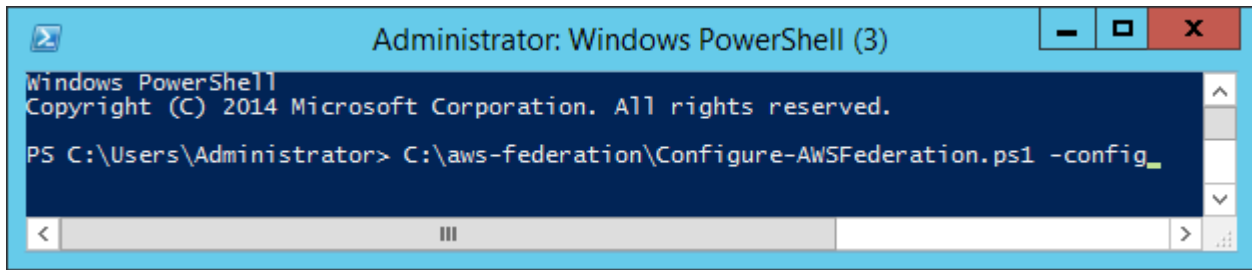 Administrator: Windows PowerShell (3)
Windows PowerShell
Copyright (C) 2014 Microsoft Corporation. All rights reserved.
PS C:\Users\Administrator> C:\aws-federation\Configure-AWSFederation.ps1 -config_